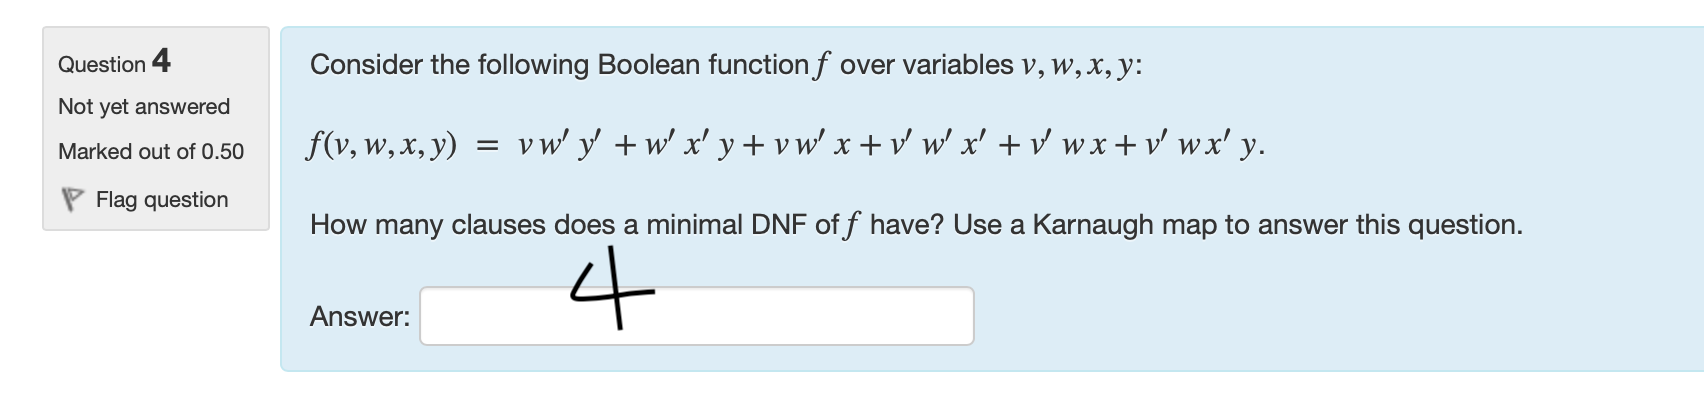 Question 4
Not yet answered
Marked out of 0.50
Flag question
Consider the following Boolean function f over variables v, w, x, y:
f(v, w, x, y) = v w′ y′ + w′ x′ y + v w′ x + v′ w′ x′ + v′ w x + v′ w x′ y.
How many clauses does a minimal DNF of f have? Use a Karnaugh map to answer this question.
4
Answer: